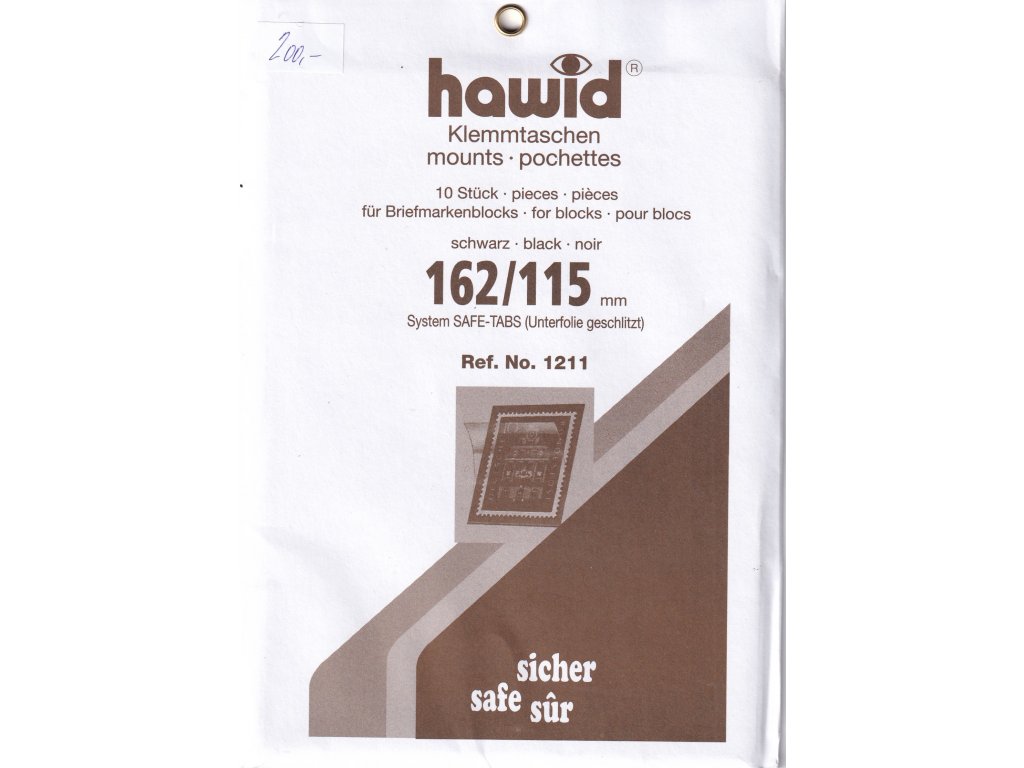 200,-
hawid ®
Klemmtaschen
mounts · pochettes
10 Stück · pieces · pièces
für Briefmarkenblocks · for blocks · pour blocs
schwarz · black · noir
162/115 mm
System SAFE-TABS (Unterfolie geschlitzt)
Ref. No. 1211
sicher
safe
sûr